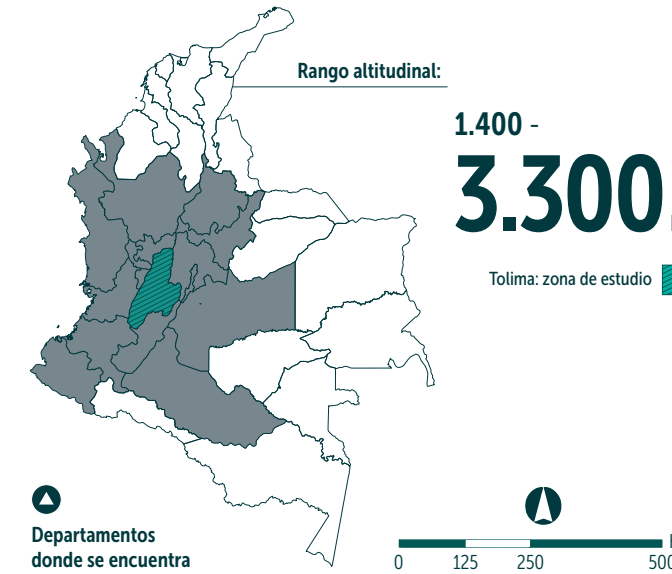 Rango altitudinal:
1.400 -
3.300
Tolima: zona de estudio
Departamentos
donde se encuentra
0 125 250 500